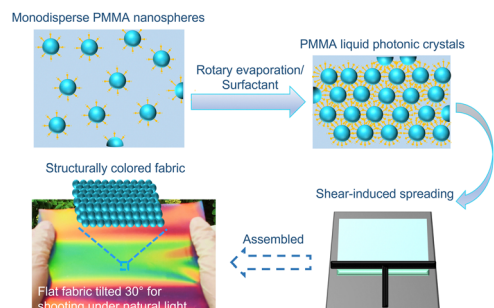 Monodisperse PMMA nanospheres
PMMA liquid photonic crystals
Rotary evaporation/
Surfactant
Structurally colored fabric
Shear-induced spreading
Assembled
Flat fabric tilted 30° for
shooting under natural light